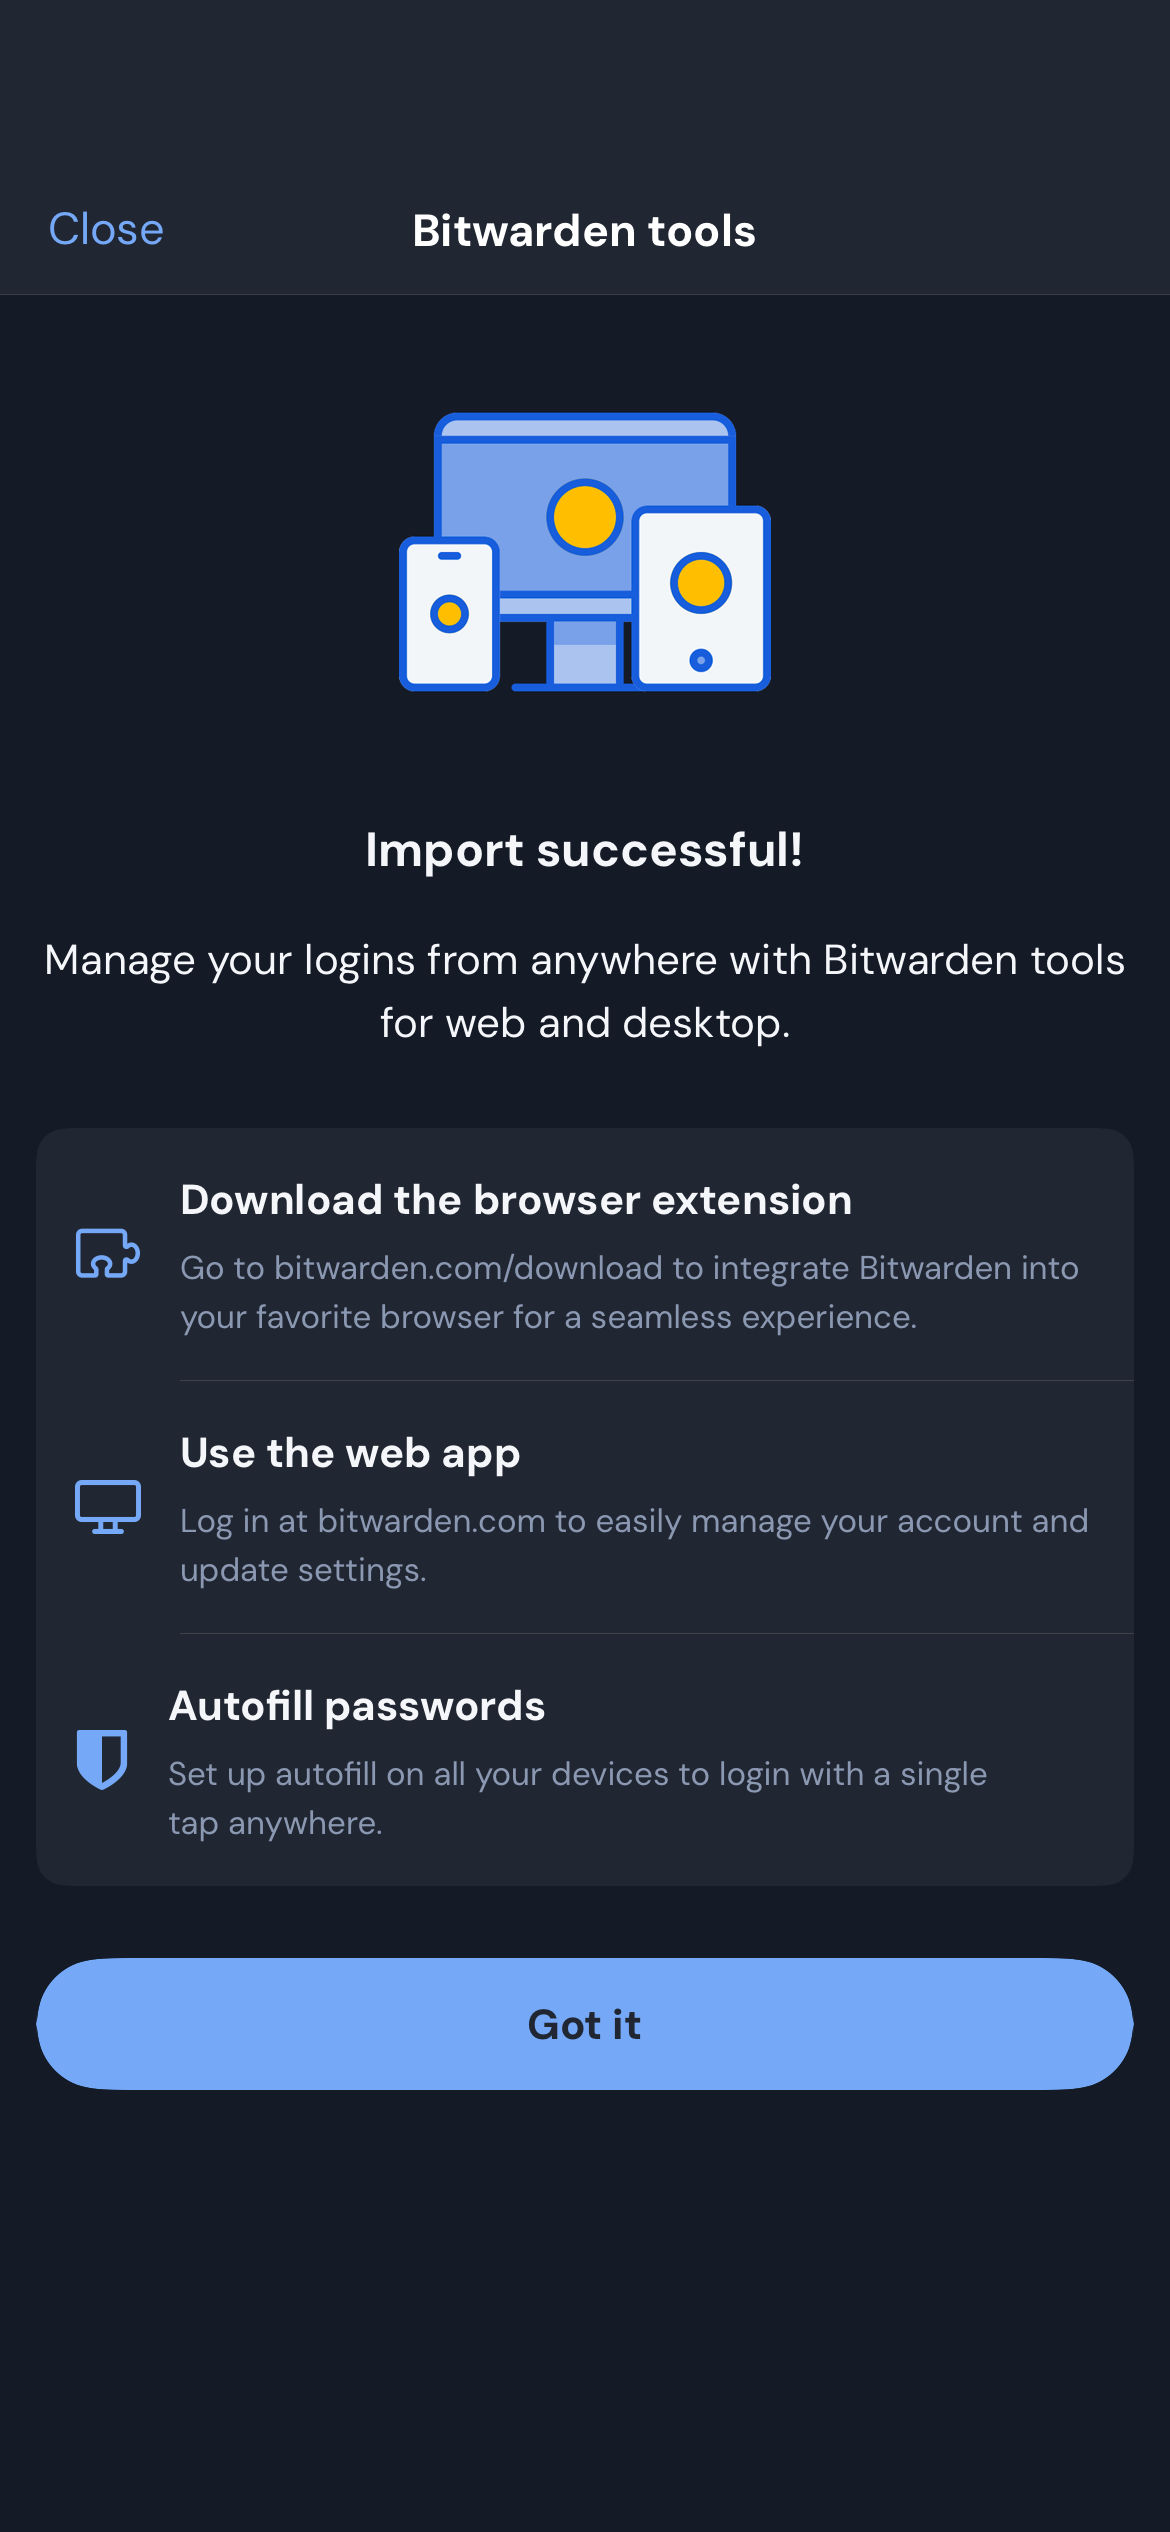 Close
Bitwarden tools
Import successful!
Manage your logins from anywhere with Bitwarden tools
for web and desktop.
Download the browser extension
Go to bitwarden.com/download to integrate Bitwarden into
your favorite browser for a seamless experience.
Use the web app
Log in at bitwarden.com to easily manage your account and
update settings.
Autofill passwords
Set up autofill on all your devices to login with a single
tap anywhere.
Got it